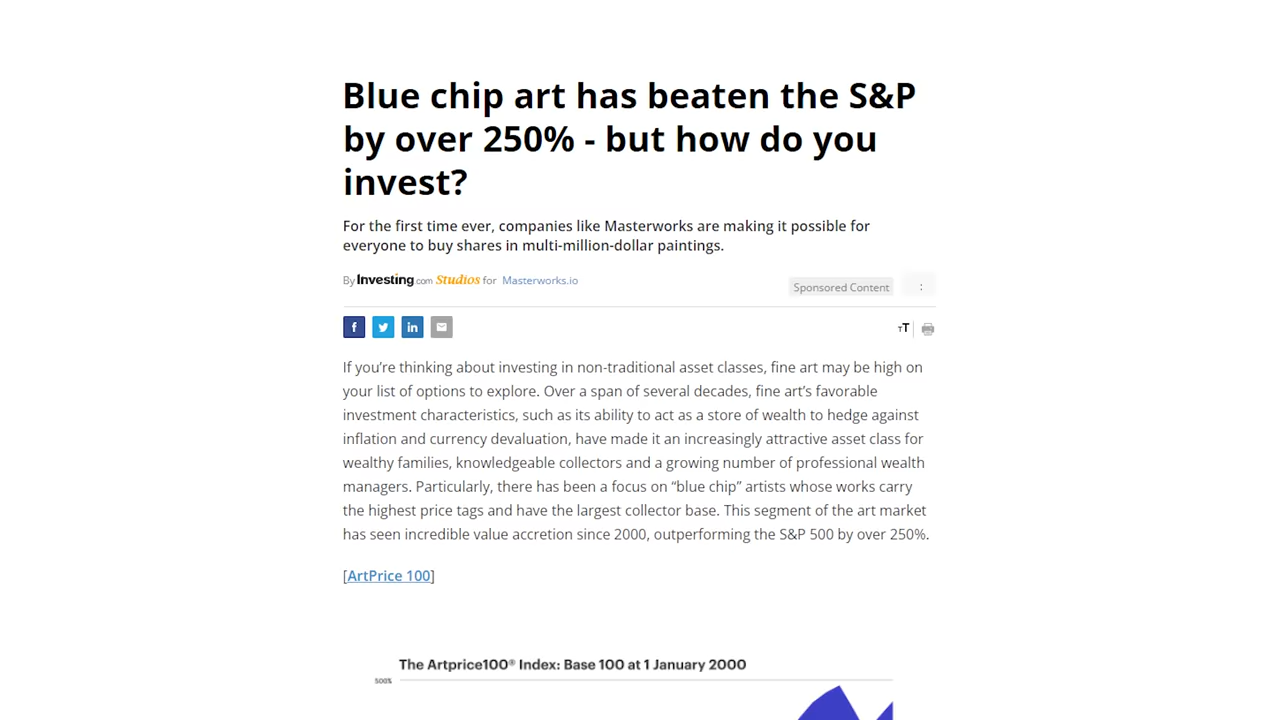 Blue chip art has beaten the S&P
by over 250% - but how do you
invest?
For the first time ever, companies like Masterworks are making it possible for
everyone to buy shares in multi-million-dollar paintings.
By Investing.com Studios for Masterworks.io
Sponsored Content :
f in
TT
If you’re thinking about investing in non-traditional asset classes, fine art may be high on
your list of options to explore. Over a span of several decades, fine art’s favorable
investment characteristics, such as its ability to act as a store of wealth to hedge against
inflation and currency devaluation, have made it an increasingly attractive asset class for
wealthy families, knowledgeable collectors and a growing number of professional wealth
managers. Particularly, there has been a focus on “blue chip” artists whose works carry
the highest price tags and have the largest collector base. This segment of the art market
has seen incredible value accretion since 2000, outperforming the S&P 500 by over 250%.
[ArtPrice 100]
The Artprice100® Index: Base 100 at 1 January 2000
500%